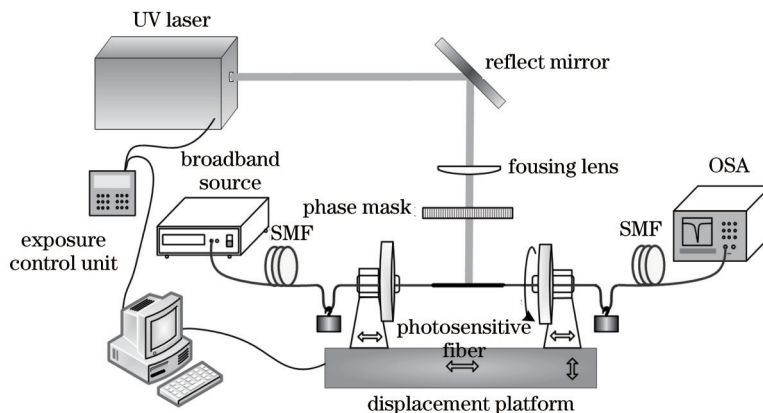 UV laser
reflect mirror
broadband
source
fousing lens
OSA
phase mask
SMF
SMF
exposure
control unit
photosensitive
fiber
displacement platform